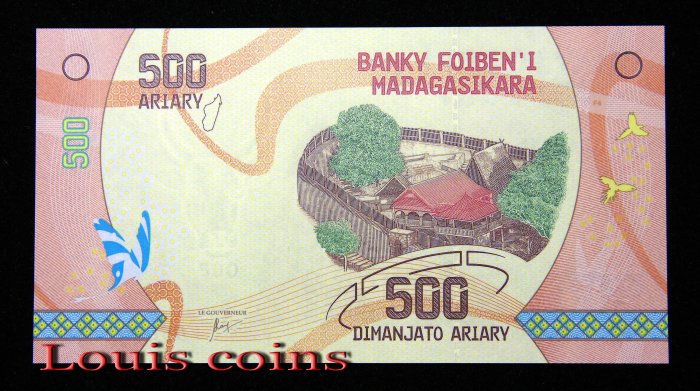 500
ARIARY
BANKY FOIBEN'I
MADAGASIKARA
500
LE GOUVERNEUR
500
DIMANJATO ARIARY
Louis coins